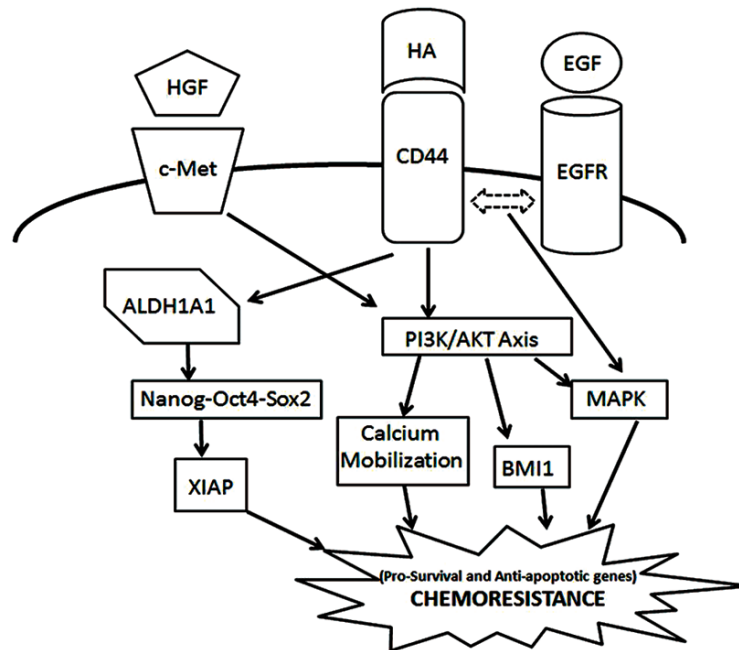 HGF
HA
EGF
c-Met
CD44
EGFR
ALDH1A1
PI3K/AKT Axis
Nanog-Oct4-Sox2
MAPK
Calcium
Mobilization
BMI1
XIAP
(Pro-Survival and Anti-apoptotic genes)
CHEMORESISTANCE